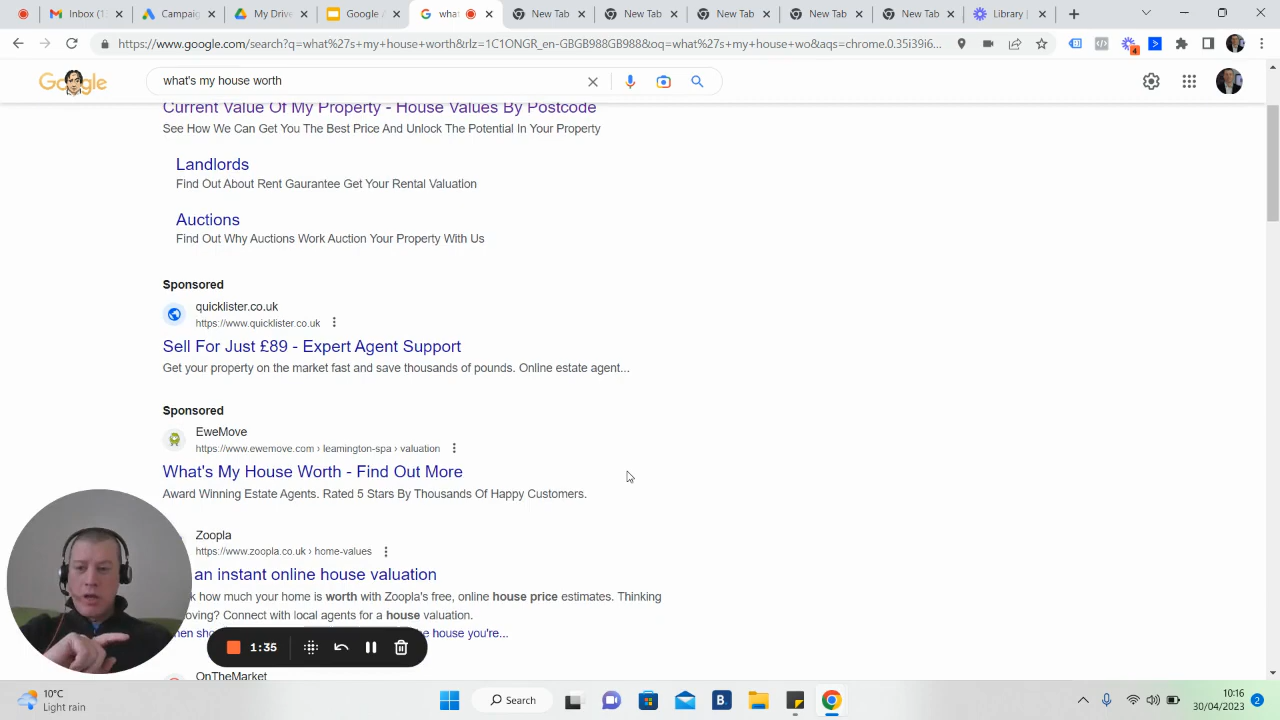 Inbox (1
Campaig
My Drive
Google A
what
New Tab
New Tab
New Tab
New Tab
New Tab
Library |
https://www.google.com/search?q=what%27s+my+house+worth&rlz=1C1ONGR_en-GBGB988GB988&oq=what%27s+my+house+wo&aqs=chrome.1.35i39i6...
4
Google
what's my house worth
Current Value Of My Property - House Values By Postcode
See How We Can Get You The Best Price And Unlock The Potential In Your Property
Landlords
Find Out About Rent Gaurantee Get Your Rental Valuation
Auctions
Find Out Why Auctions Work Auction Your Property With Us
Sponsored
quicklister.co.uk
https://www.quicklister.co.uk
Sell For Just £89 - Expert Agent Support
Get your property on the market fast and save thousands of pounds. Online estate agent...
Sponsored
EweMove
https://www.ewemove.com › leamington-spa › valuation
What's My House Worth - Find Out More
Award Winning Estate Agents. Rated 5 Stars By Thousands Of Happy Customers.
Zoopla
https://www.zoopla.co.uk › home-values
an instant online house valuation
how much your home is worth with Zoopla's free, online house price estimates. Thinking
Connect with local agents for a house valuation.
house you're...
1:35
OnTheMarket
10°C
Light rain
Search
B.
10:16
30/04/2023
2